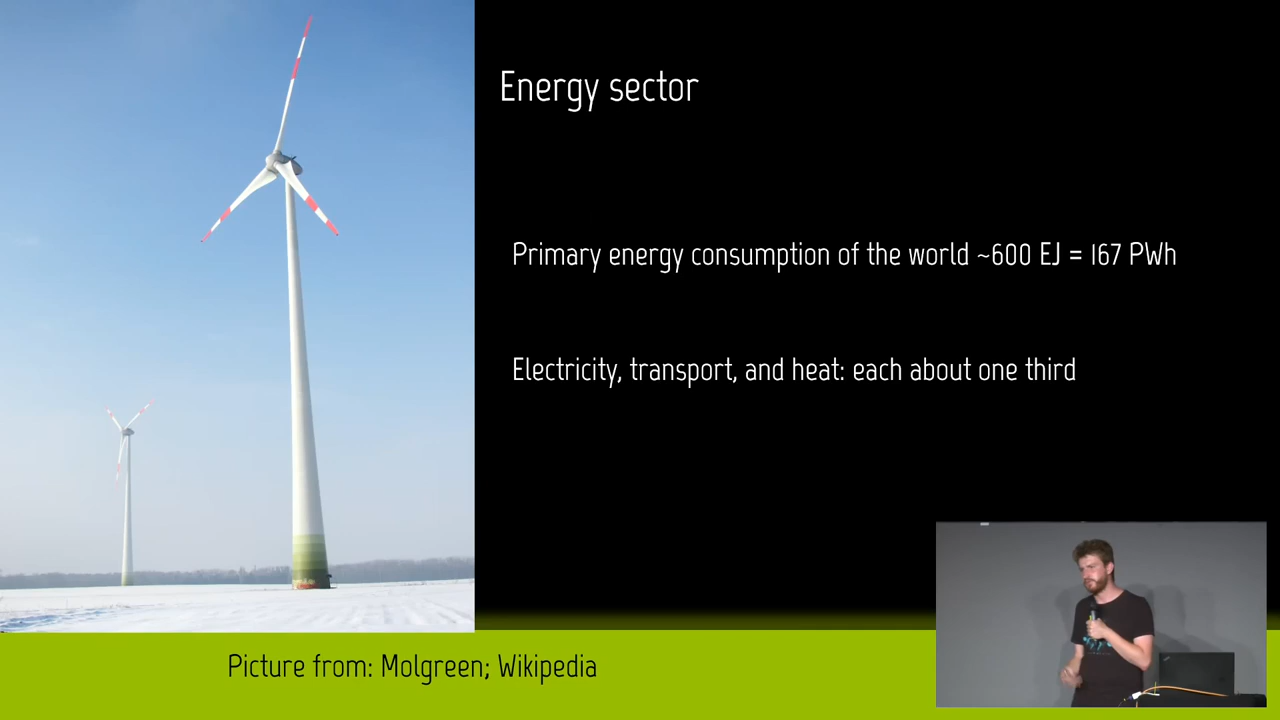 Energy sector
Primary energy consumption of the world ~600 EJ = 167 PWh
Electricity, transport, and heat: each about one third
Picture from: Molgreen; Wikipedia